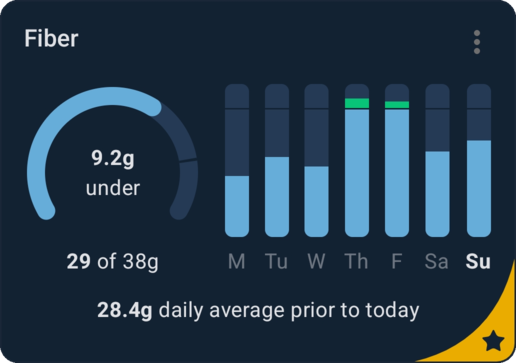 Fiber
9.2g
under
29 of 38g
M Tu W Th F Sa Su
28.4g daily average prior to today